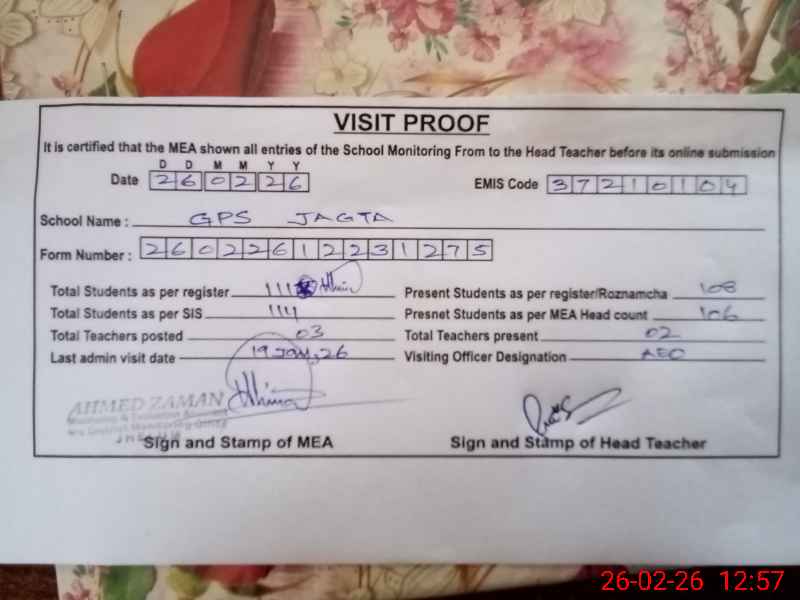 VISIT PROOF
It is certified that the MEA shown all entries of the School Monitoring From to the Head Teacher before its online submission
D D M M Y Y
Date 2 6 0 2 2 6 EMIS Code 3 7 2 1 0 1 0 4
School Name : GPS JAGTA
Form Number : 2 6 0 2 2 6 1 2 2 3 1 2 7 5
Total Students as per register 111 Present Students as per register/Roznamcha 108
Total Students as per SIS 114 Presnet Students as per MEA Head count 106
Total Teachers posted 03 Total Teachers present 02
Last admin visit date 19 Jan, 26 Visiting Officer Designation AEO
AHMED ZAMAN
Monitoring & Evaluation Assistant
Sign and Stamp of MEA Sign and Stamp of Head Teacher
26-02-26 12:57